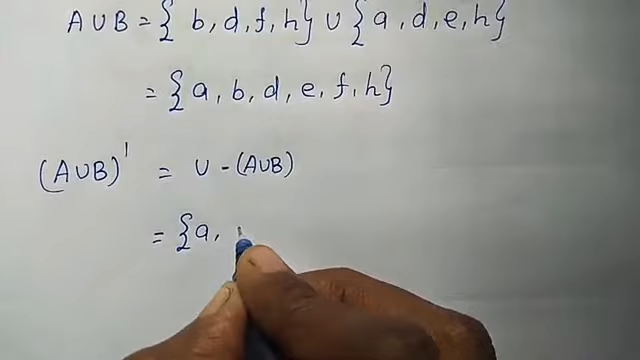 A∪B = { b, d, f, h} ∪ {a, d, e, h}
= {a, b, d, e, f, h}
(A∪B)' = U - (A∪B)
= {a,